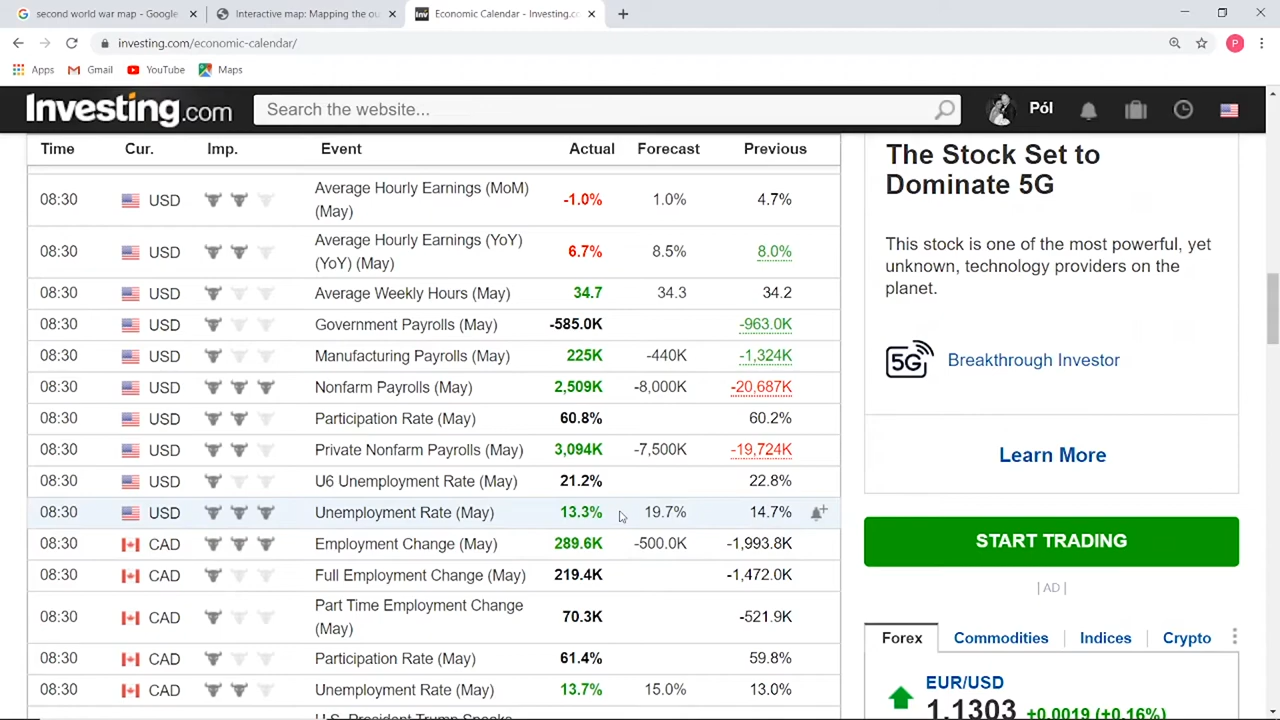 second world war map - Google
Interactive map: Mapping the ou
Economic Calendar - Investing.co
investing.com/economic-calendar/
P
Apps Gmail YouTube Maps
Investing.com
Search the website...
Pól
Time Cur. Imp. Event Actual Forecast Previous
08:30 USD Average Hourly Earnings (MoM) (May) -1.0% 1.0% 4.7%
08:30 USD Average Hourly Earnings (YoY) (YoY) (May) 6.7% 8.5% 8.0%
08:30 USD Average Weekly Hours (May) 34.7 34.3 34.2
08:30 USD Government Payrolls (May) -585.0K -963.0K
08:30 USD Manufacturing Payrolls (May) 225K -440K -1,324K
08:30 USD Nonfarm Payrolls (May) 2,509K -8,000K -20,687K
08:30 USD Participation Rate (May) 60.8% 60.2%
08:30 USD Private Nonfarm Payrolls (May) 3,094K -7,500K -19,724K
08:30 USD U6 Unemployment Rate (May) 21.2% 22.8%
08:30 USD Unemployment Rate (May) 13.3% 19.7% 14.7%
08:30 CAD Employment Change (May) 289.6K -500.0K -1,993.8K
08:30 CAD Full Employment Change (May) 219.4K -1,472.0K
08:30 CAD Part Time Employment Change (May) 70.3K -521.9K
08:30 CAD Participation Rate (May) 61.4% 59.8%
08:30 CAD Unemployment Rate (May) 13.7% 15.0% 13.0%
U.S. President Trump Speaks
The Stock Set to
Dominate 5G
This stock is one of the most powerful, yet
unknown, technology providers on the
planet.
5G Breakthrough Investor
Learn More
START TRADING
| AD |
Forex Commodities Indices Crypto
EUR/USD
1.1303 +0.0019 (+0.16%)